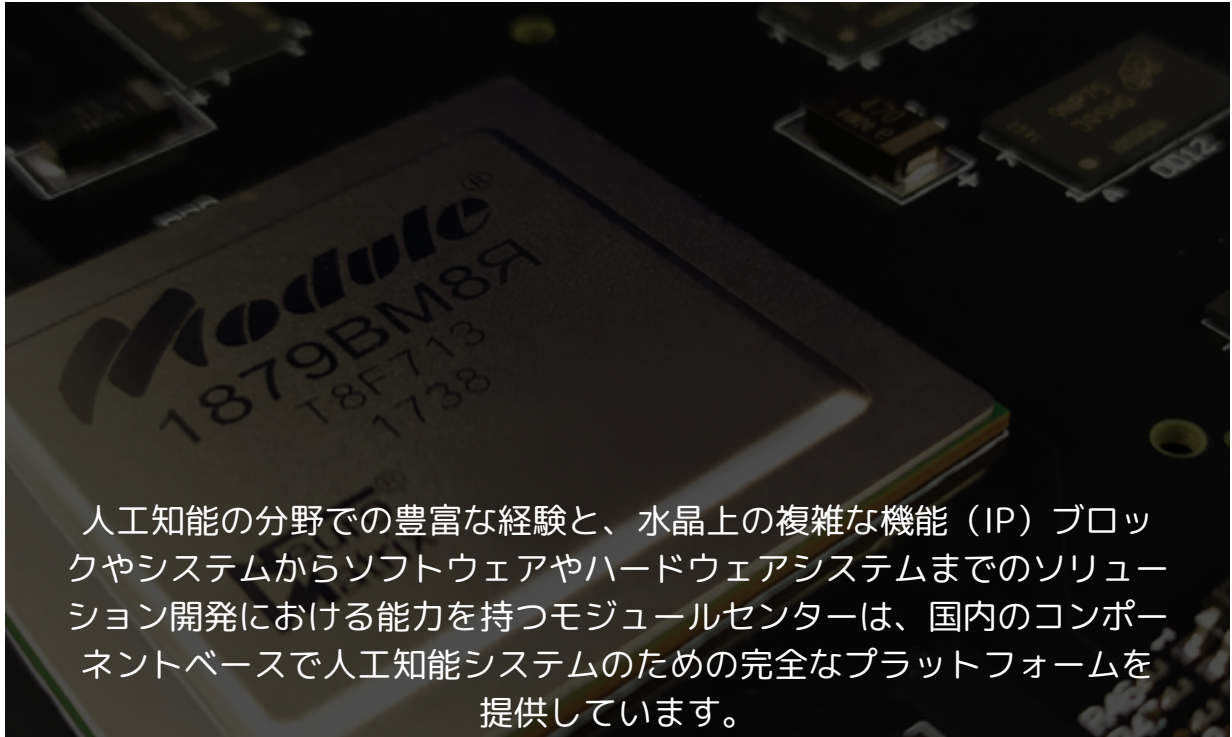 DD11
470
9NP75
D9SHD
DD12
Module®
1879ВМ8Я
T8F713
1738
人工知能の分野での豊富な経験と、水晶上の複雑な機能（IP）ブロッ
クやシステムからソフトウェアやハードウェアシステムまでのソリュー
ション開発における能力を持つモジュールセンターは、国内のコンポー
ネントベースで人工知能システムのための完全なプラットフォームを
提供しています。